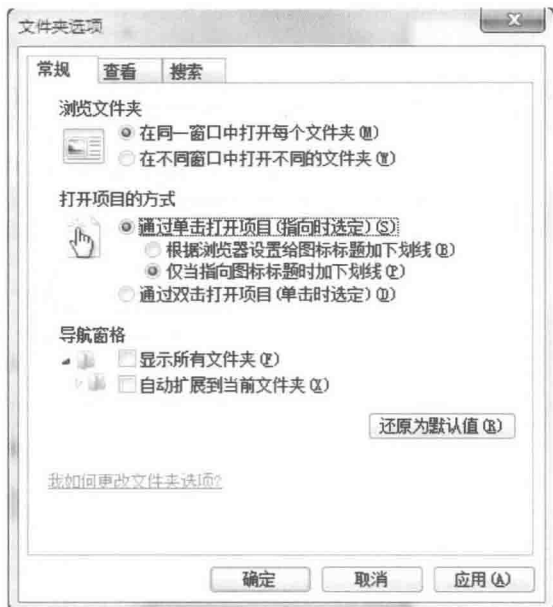 文件夹选项
常规 查看 搜索
浏览文件夹
在同一窗口中打开每个文件夹(M)
在不同窗口中打开不同的文件夹(W)
打开项目的方式
通过单击打开项目(指向时选定)(S)
根据浏览器设置给图标标题加下划线(B)
仅当指向图标标题时加下划线(P)
通过双击打开项目(单击时选定)(D)
导航窗格
显示所有文件夹(F)
自动扩展到当前文件夹(X)
还原为默认值(R)
我如何更改文件夹选项?
确定 取消 应用(A)